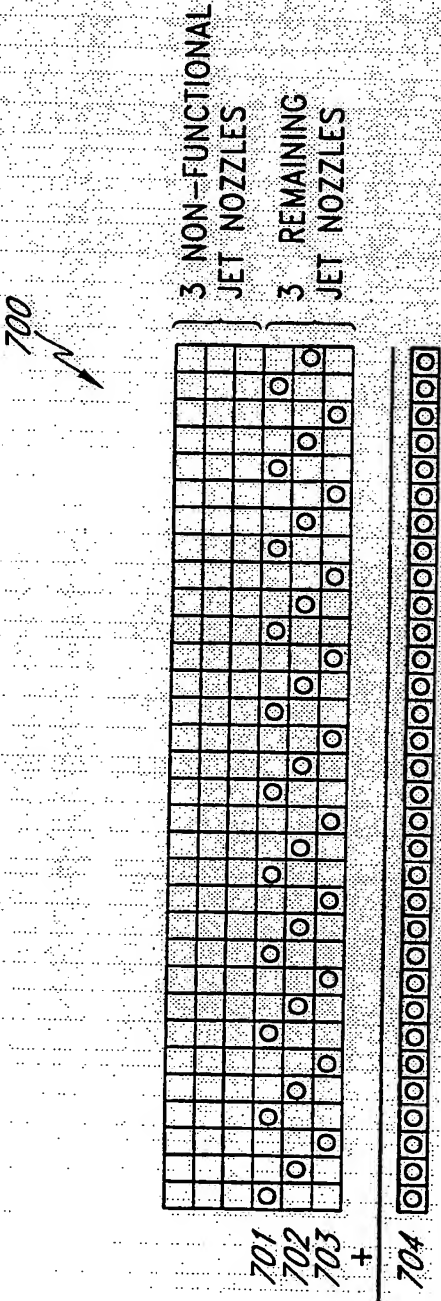 700
3 NON-FUNCTIONAL
JET NOZZLES
3 REMAINING
JET NOZZLES
701
702
703
+
704